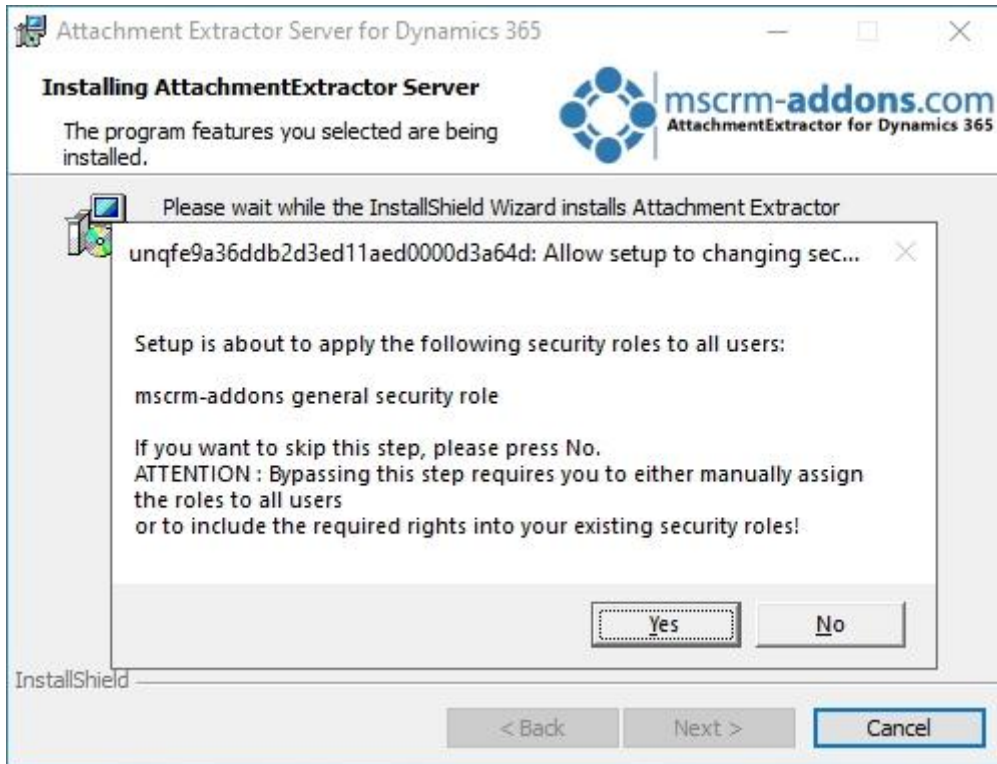 Attachment Extractor Server for Dynamics 365
Installing AttachmentExtractor Server
The program features you selected are being
installed.
mscrm-addons.com
AttachmentExtractor for Dynamics 365
Please wait while the InstallShield Wizard installs Attachment Extractor
unqfe9a36ddb2d3ed11aed0000d3a64d: Allow setup to changing sec...
Setup is about to apply the following security roles to all users:
mscrm-addons general security role
If you want to skip this step, please press No.
ATTENTION : Bypassing this step requires you to either manually assign
the roles to all users
or to include the required rights into your existing security roles!
Yes
No
InstallShield
< Back
Next >
Cancel